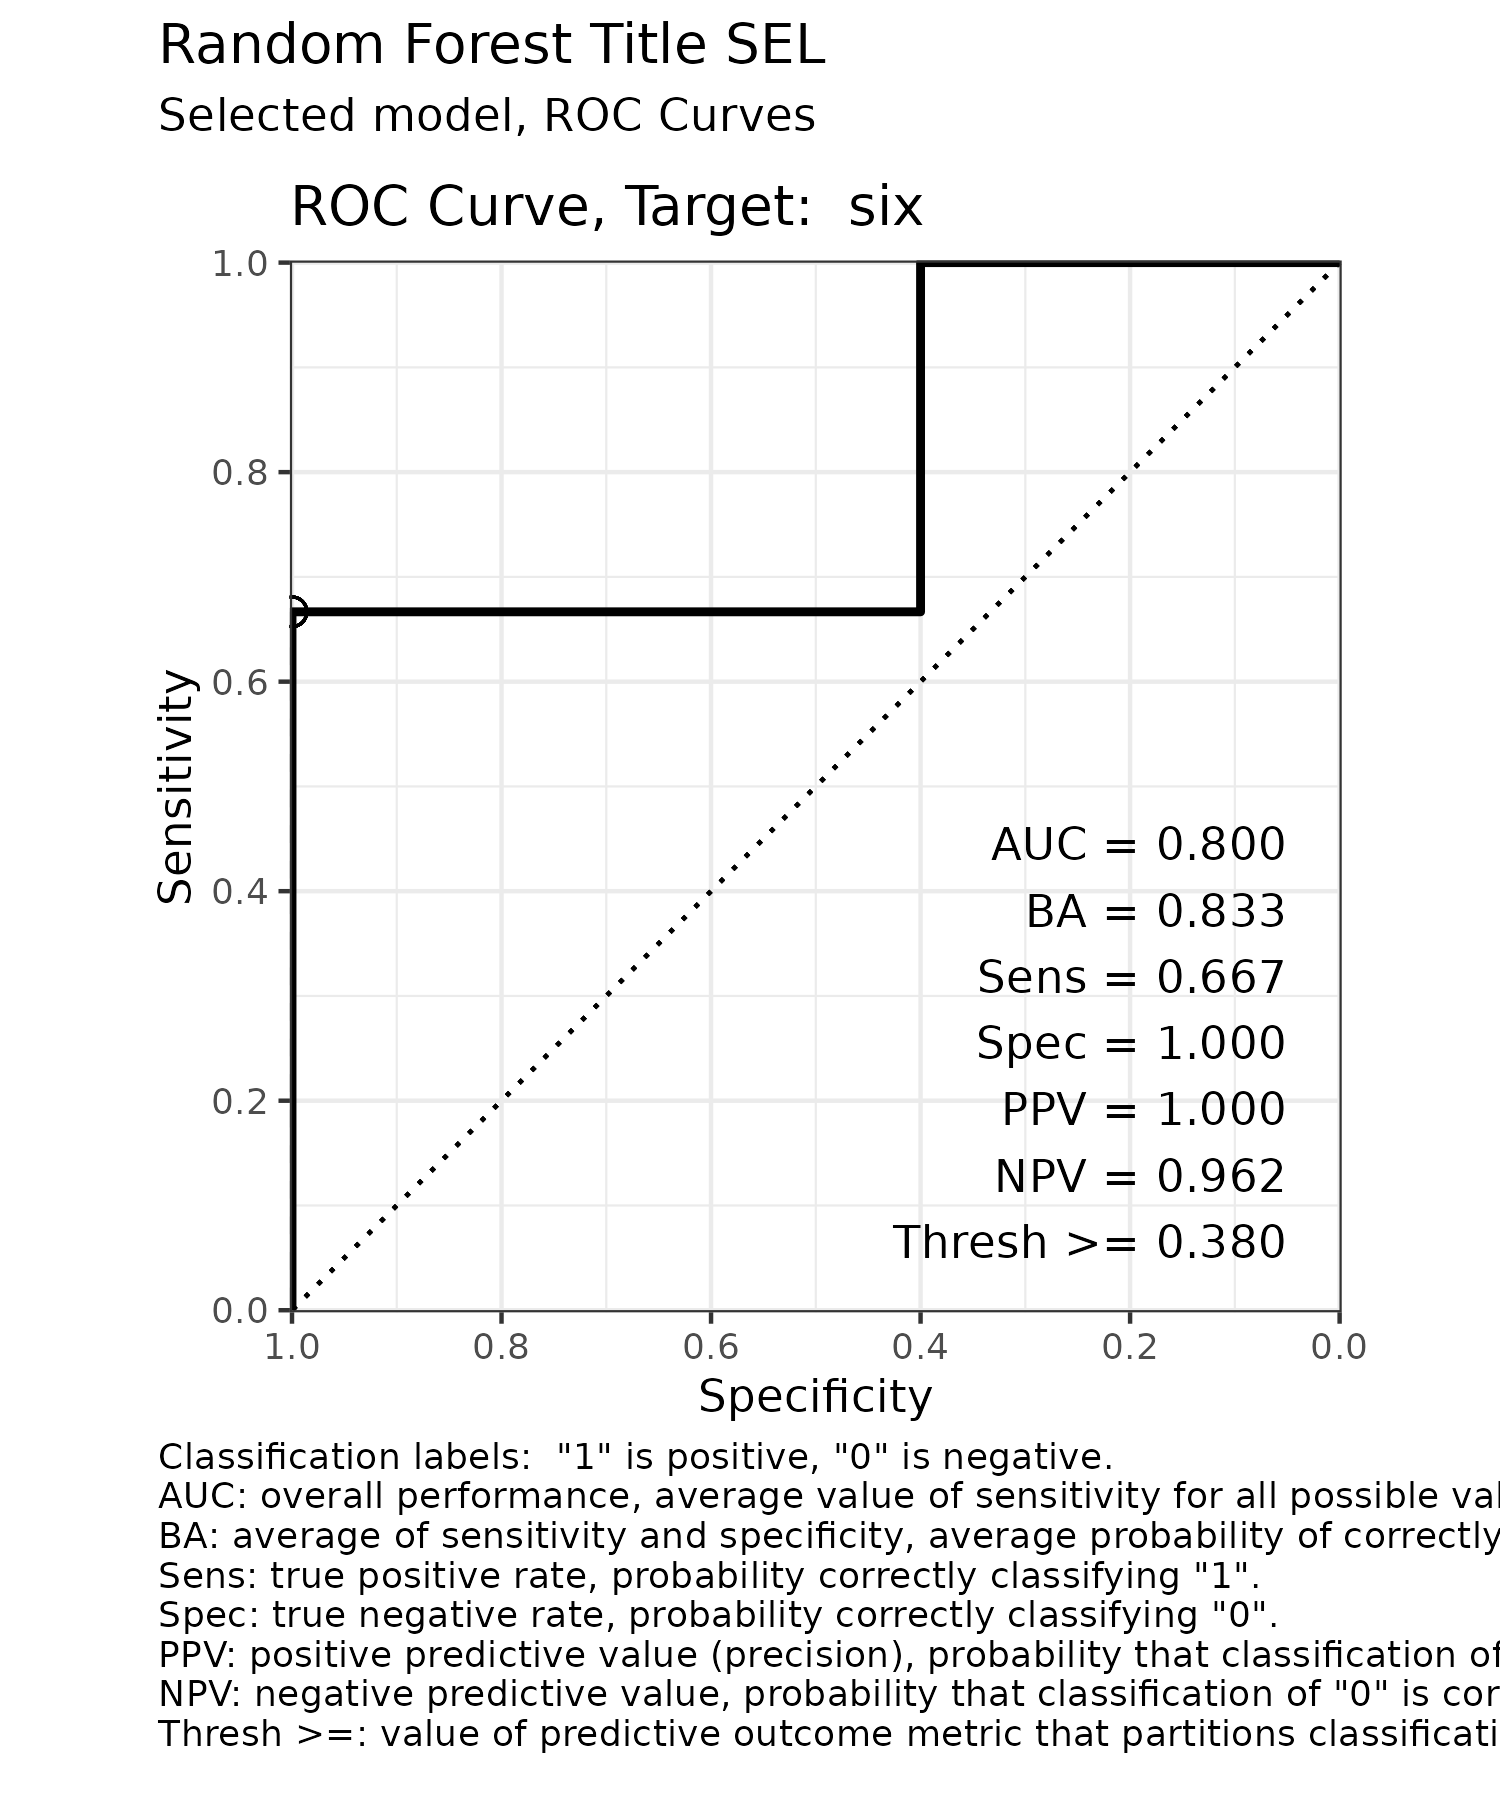 Random Forest Title SEL
Selected model, ROC Curves
ROC Curve, Target:  six
1.0
0.8
0.6
0.4
0.2
0.0
Sensitivity
AUC = 0.800
BA = 0.833
Sens = 0.667
Spec = 1.000
PPV = 1.000
NPV = 0.962
Thresh >= 0.380
1.0 0.8 0.6 0.4 0.2 0.0
Specificity
Classification labels:  "1" is positive, "0" is negative.
AUC: overall performance, average value of sensitivity for all possible
BA: average of sensitivity and specificity, average probability of correctly
Sens: true positive rate, probability correctly classifying "1".
Spec: true negative rate, probability correctly classifying "0".
PPV: positive predictive value (precision), probability that classification of
NPV: negative predictive value, probability that classification of "0" is
Thresh >=: value of predictive outcome metric that partitions